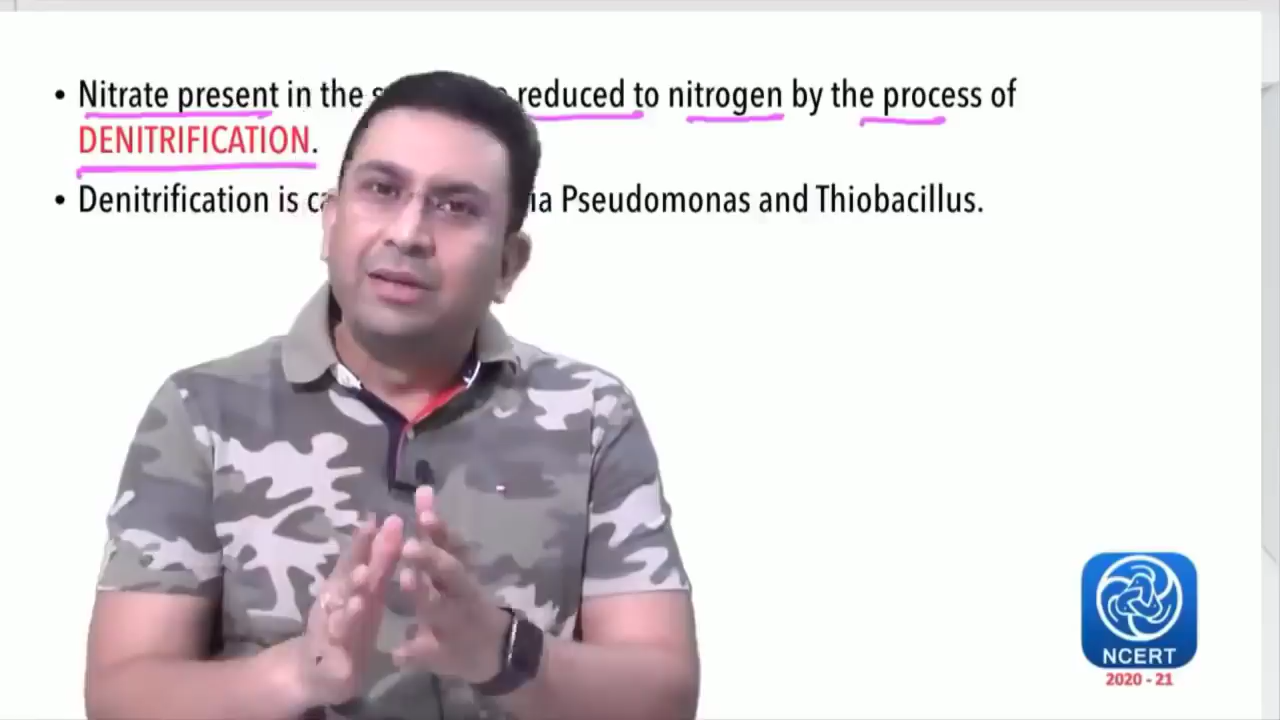 • Nitrate present in the reduced to nitrogen by the process of
DENITRIFICATION.
• Denitrification is Pseudomonas and Thiobacillus.
NCERT
2020 - 21